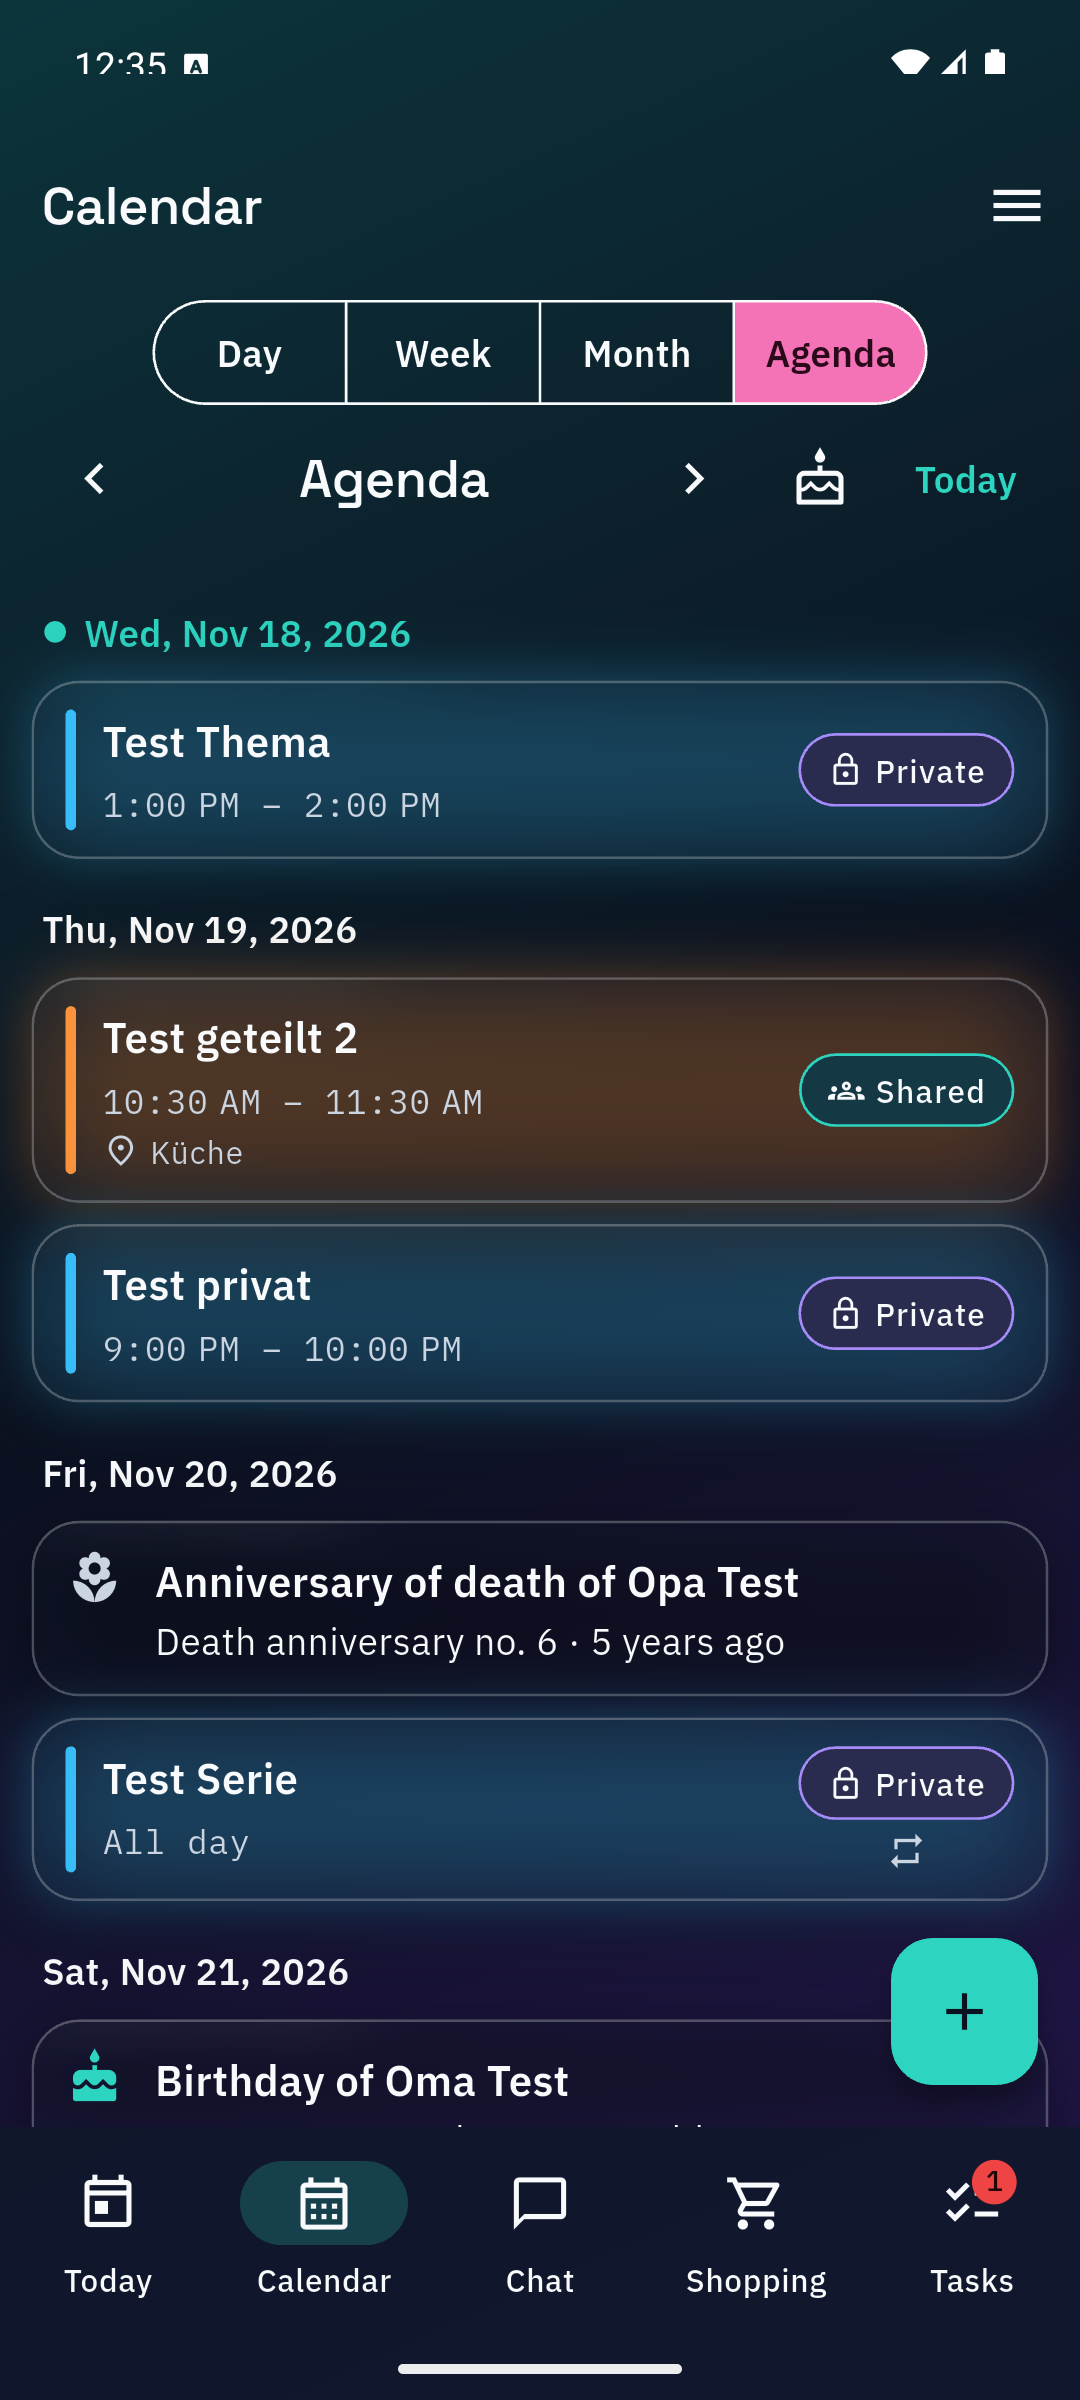 12:35
Calendar
Day Week Month Agenda
Agenda Today
Wed, Nov 18, 2026
Test Thema
1:00 PM – 2:00 PM
Private
Thu, Nov 19, 2026
Test geteilt 2
10:30 AM – 11:30 AM
Küche
Shared
Test privat
9:00 PM – 10:00 PM
Private
Fri, Nov 20, 2026
Anniversary of death of Opa Test
Death anniversary no. 6 · 5 years ago
Test Serie
All day
Private
Sat, Nov 21, 2026
Birthday of Oma Test
1
Today Calendar Chat Shopping Tasks